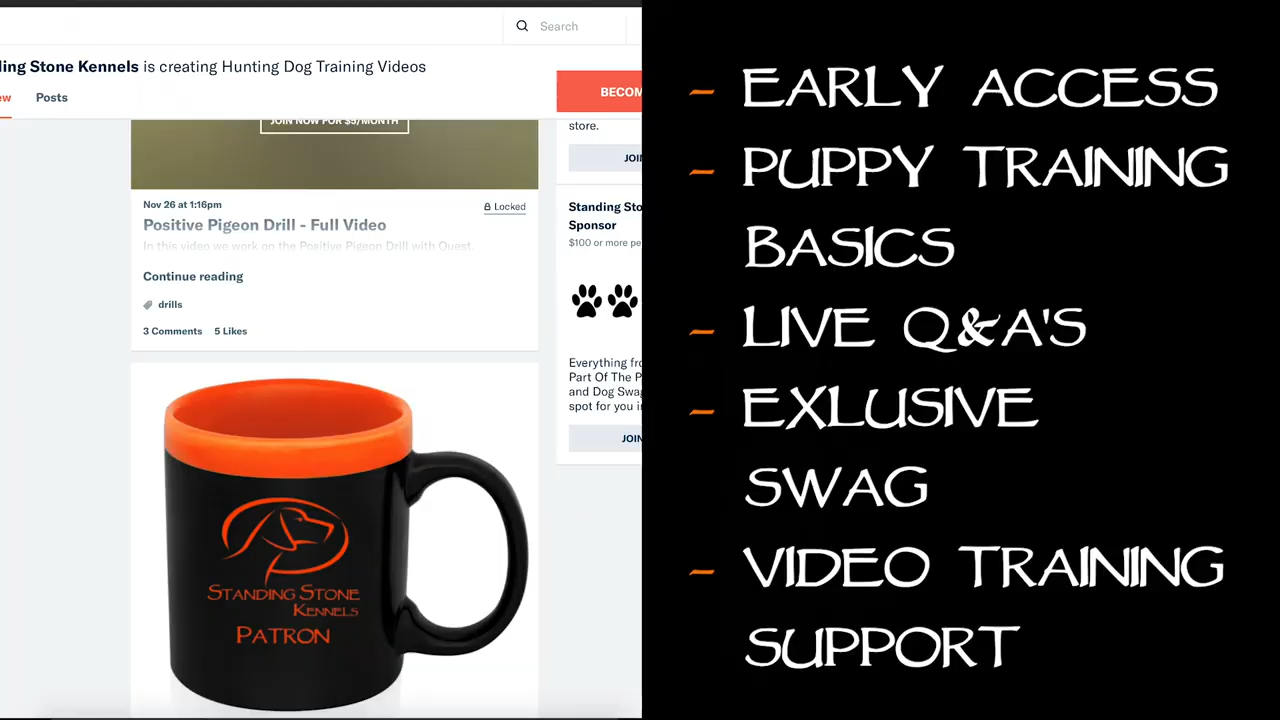 Search
ling Stone Kennels is creating Hunting Dog Training Videos
ew
Posts
BECOM
JOIN NOW FOR $5/MONTH
store.
JOI
Nov 26 at 1:16pm
Locked
Positive Pigeon Drill - Full Video
In this video we work on the Positive Pigeon Drill with Quest.
Continue reading
drills
3 Comments 5 Likes
Standing Sto
Sponsor
$100 or more pe
Everything fro
Part Of The P
and Dog Swag
spot for you i
JOIN
STANDING STONE
KENNELS
PATRON
- EARLY ACCESS
- PUPPY TRAINING
BASICS
- LIVE Q&A'S
- EXLUSIVE
SWAG
- VIDEO TRAINING
SUPPORT